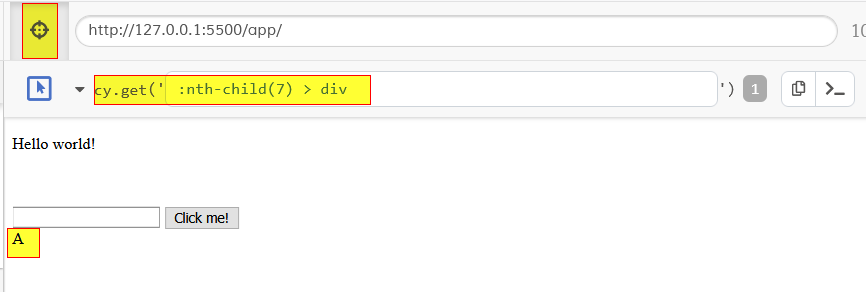 http://127.0.0.1:5500/app/ 10
cy.get(' :nth-child(7) > div ') 1 >_
Hello world!
Click me!
A